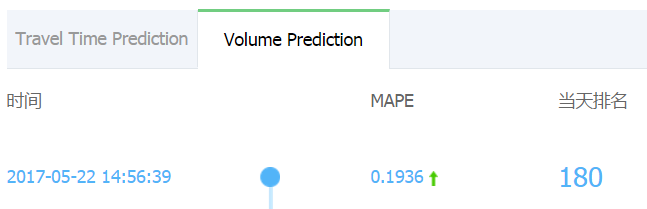 Travel Time Prediction Volume Prediction
时间 MAPE 当天排名
2017-05-22 14:56:39 0.1936 180